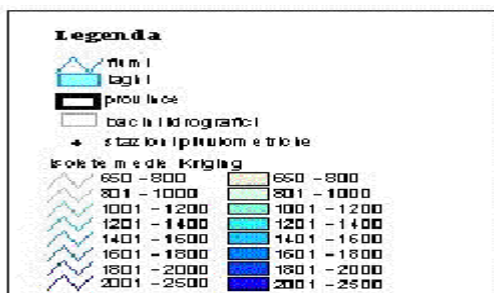 Legenda
fiumi
laghi
province
bacini idrografici
stazioni pluviometriche
Isoiete medie Kriging
650 - 800 650 - 800
801 - 1000 801 - 1000
1001 - 1200 1001 - 1200
1201 - 1400 1201 - 1400
1401 - 1600 1401 - 1600
1601 - 1800 1601 - 1800
1801 - 2000 1801 - 2000
2001 - 2500 2001 - 2500